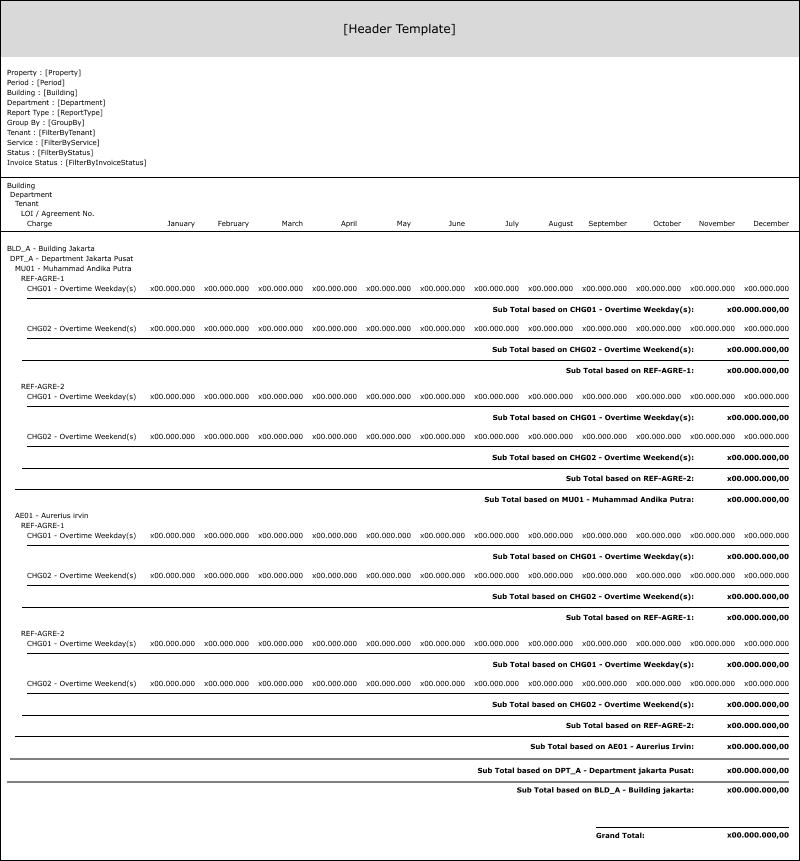 [Header Template]
Property : [Property]
Period : [Period]
Building : [Building]
Department : [Department]
Report Type : [ReportType]
Group By : [GroupBy]
Tenant : [FilterByTenant]
Service : [FilterByService]
Status : [FilterByStatus]
Invoice Status : [FilterByInvoiceStatus]
Building
Department
Tenant
LOI / Agreement No.
Charge January February March April May June July August September October November December
BLD_A - Building Jakarta
DPT_A - Department Jakarta Pusat
MU01 - Muhammad Andika Putra
REF-AGRE-1
CHG01 - Overtime Weekday(s) x00.000.000 x00.000.000 x00.000.000 x00.000.000 x00.000.000 x00.000.000 x00.000.000 x00.000.000 x00.000.000 x00.000.000 x00.000.000 x00.000.000
Sub Total based on CHG01 - Overtime Weekday(s): x00.000.000,00
CHG02 - Overtime Weekend(s) x00.000.000 x00.000.000 x00.000.000 x00.000.000 x00.000.000 x00.000.000 x00.000.000 x00.000.000 x00.000.000 x00.000.000 x00.000.000 x00.000.000
Sub Total based on CHG02 - Overtime Weekend(s): x00.000.000,00
Sub Total based on REF-AGRE-1: x00.000.000,00
REF-AGRE-2
CHG01 - Overtime Weekday(s) x00.000.000 x00.000.000 x00.000.000 x00.000.000 x00.000.000 x00.000.000 x00.000.000 x00.000.000 x00.000.000 x00.000.000 x00.000.000 x00.000.000
Sub Total based on CHG01 - Overtime Weekday(s): x00.000.000,00
CHG02 - Overtime Weekend(s) x00.000.000 x00.000.000 x00.000.000 x00.000.000 x00.000.000 x00.000.000 x00.000.000 x00.000.000 x00.000.000 x00.000.000 x00.000.000 x00.000.000
Sub Total based on CHG02 - Overtime Weekend(s): x00.000.000,00
Sub Total based on REF-AGRE-2: x00.000.000,00
Sub Total based on MU01 - Muhammad Andika Putra: x00.000.000,00
AE01 - Aurerius irvin
REF-AGRE-1
CHG01 - Overtime Weekday(s) x00.000.000 x00.000.000 x00.000.000 x00.000.000 x00.000.000 x00.000.000 x00.000.000 x00.000.000 x00.000.000 x00.000.000 x00.000.000 x00.000.000
Sub Total based on CHG01 - Overtime Weekday(s): x00.000.000,00
CHG02 - Overtime Weekend(s) x00.000.000 x00.000.000 x00.000.000 x00.000.000 x00.000.000 x00.000.000 x00.000.000 x00.000.000 x00.000.000 x00.000.000 x00.000.000 x00.000.000
Sub Total based on CHG02 - Overtime Weekend(s): x00.000.000,00
Sub Total based on REF-AGRE-1: x00.000.000,00
REF-AGRE-2
CHG01 - Overtime Weekday(s) x00.000.000 x00.000.000 x00.000.000 x00.000.000 x00.000.000 x00.000.000 x00.000.000 x00.000.000 x00.000.000 x00.000.000 x00.000.000 x00.000.000
Sub Total based on CHG01 - Overtime Weekday(s): x00.000.000,00
CHG02 - Overtime Weekend(s) x00.000.000 x00.000.000 x00.000.000 x00.000.000 x00.000.000 x00.000.000 x00.000.000 x00.000.000 x00.000.000 x00.000.000 x00.000.000 x00.000.000
Sub Total based on CHG02 - Overtime Weekend(s): x00.000.000,00
Sub Total based on REF-AGRE-2: x00.000.000,00
Sub Total based on AE01 - Aurerius Irvin: x00.000.000,00
Sub Total based on DPT_A - Department jakarta Pusat: x00.000.000,00
Sub Total based on BLD_A - Building jakarta: x00.000.000,00
Grand Total: x00.000.000,00